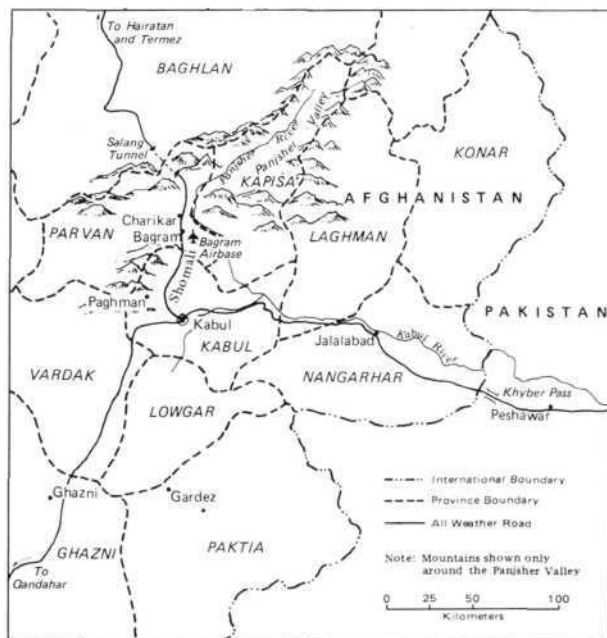 To Hairatan
and Termez
BAGHLAN
Salang
Tunnel
Panjsher River
Panjshel Valley
KAPISA
KONAR
AFGHANISTAN
Charikar
PARVAN
Bagram
Bagram
Airbase
LAGHMAN
Shomali
Paghman
PAKISTAN
Kabul
KABUL
Jalalabad
Kabul River
VARDAK
NANGARHAR
Khyber Pass
LOWGAR
Peshawar
International Boundary
Province Boundary
All Weather Road
Ghazni
Gardez
GHAZNI
PAKTIA
To
Qandahar
Note: Mountains shown only
around the Panjsher Valley
0 25 50 100
Kilometers